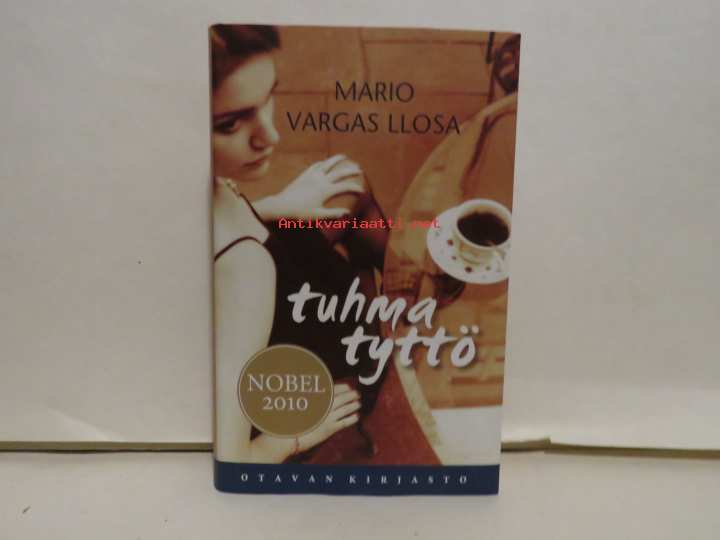 MARIO
VARGAS LLOSA
Antikvariaatti.net
tuhma
tyttö
NOBEL
2010
OTAVAN KIRJASTO